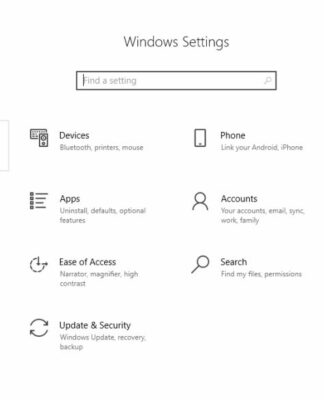 Windows Settings
Find a setting
Devices
Bluetooth, printers, mouse
Phone
Link your Android, iPhone
Apps
Uninstall, defaults, optional
features
Accounts
Your accounts, email, sync,
work, family
Ease of Access
Narrator, magnifier, high
contrast
Search
Find my files, permissions
Update & Security
Windows Update, recovery,
backup